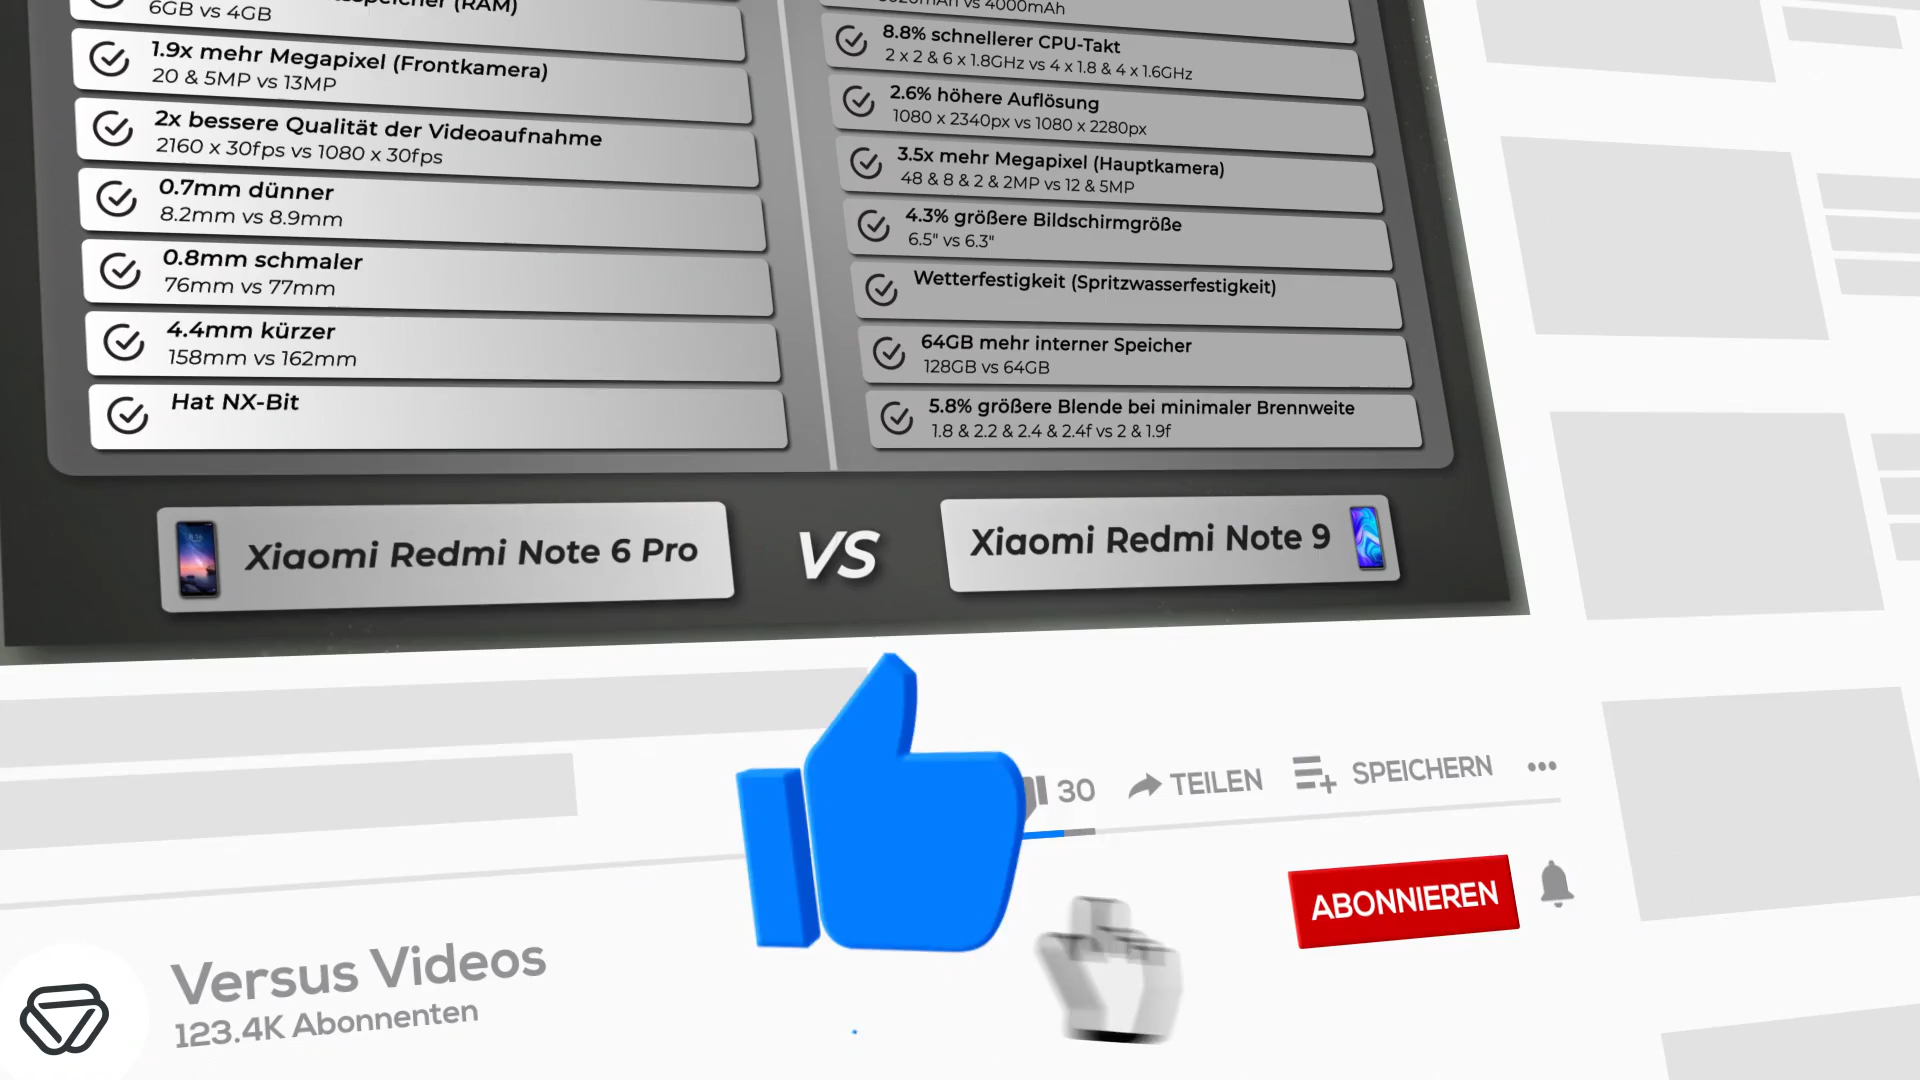 (RAM)
6GB vs 4GB
1.9x mehr Megapixel (Frontkamera)
20 & 5MP vs 13MP
2x bessere Qualität der Videoaufnahme
2160 x 30fps vs 1080 x 30fps
0.7mm dünner
8.2mm vs 8.9mm
0.8mm schmaler
76mm vs 77mm
4.4mm kürzer
158mm vs 162mm
Hat NX-Bit
vs 4000mAh
8.8% schnellerer CPU-Takt
2 x 2 & 6 x 1.8GHz vs 4 x 1.8 & 4 x 1.6GHz
2.6% höhere Auflösung
1080 x 2340px vs 1080 x 2280px
3.5x mehr Megapixel (Hauptkamera)
48 & 8 & 2 & 2MP vs 12 & 5MP
4.3% größere Bildschirmgröße
6.5" vs 6.3"
Wetterfestigkeit (Spritzwasserfestigkeit)
64GB mehr interner Speicher
128GB vs 64GB
5.8% größere Blende bei minimaler Brennweite
1.8 & 2.2 & 2.4 & 2.4f vs 2 & 1.9f
Xiaomi Redmi Note 6 Pro
VS
Xiaomi Redmi Note 9
30
TEILEN
SPEICHERN
ABONNIEREN
Versus Videos
123.4K Abonnenten